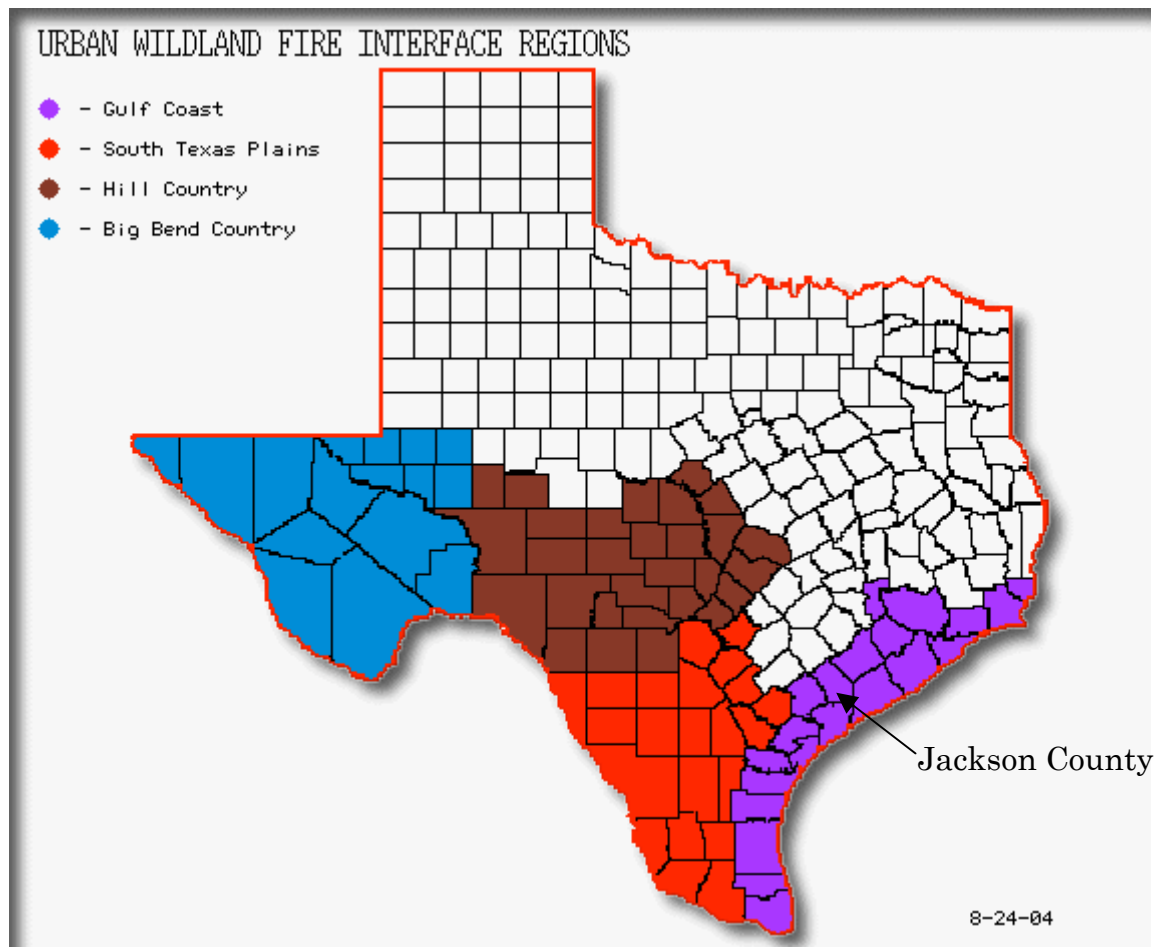 URBAN WILDLAND FIRE INTERFACE REGIONS
- Gulf Coast
- South Texas Plains
- Hill Country
- Big Bend Country
Jackson County
8-24-04